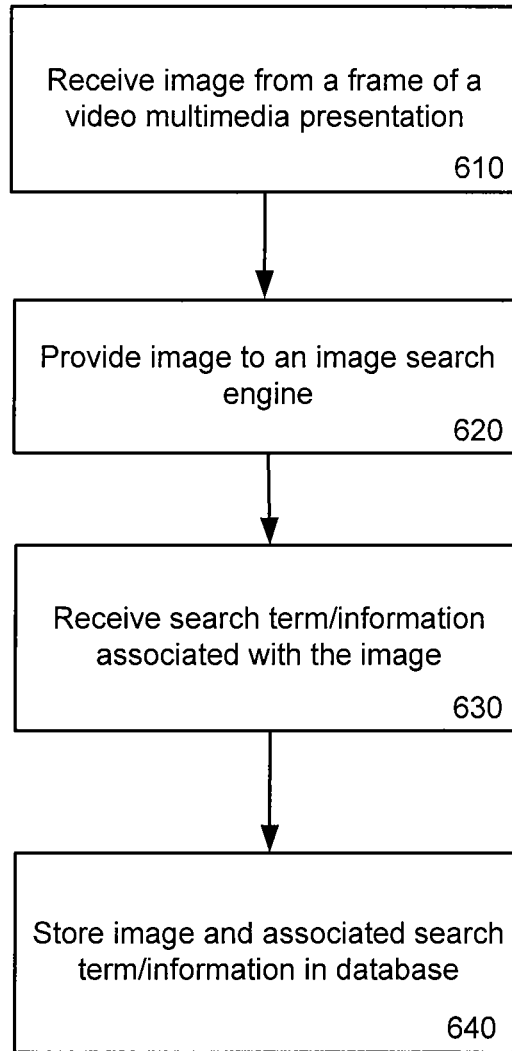 Receive image from a frame of a
video multimedia presentation
610
Provide image to an image search
engine
620
Receive search term/information
associated with the image
630
Store image and associated search
term/information in database
640